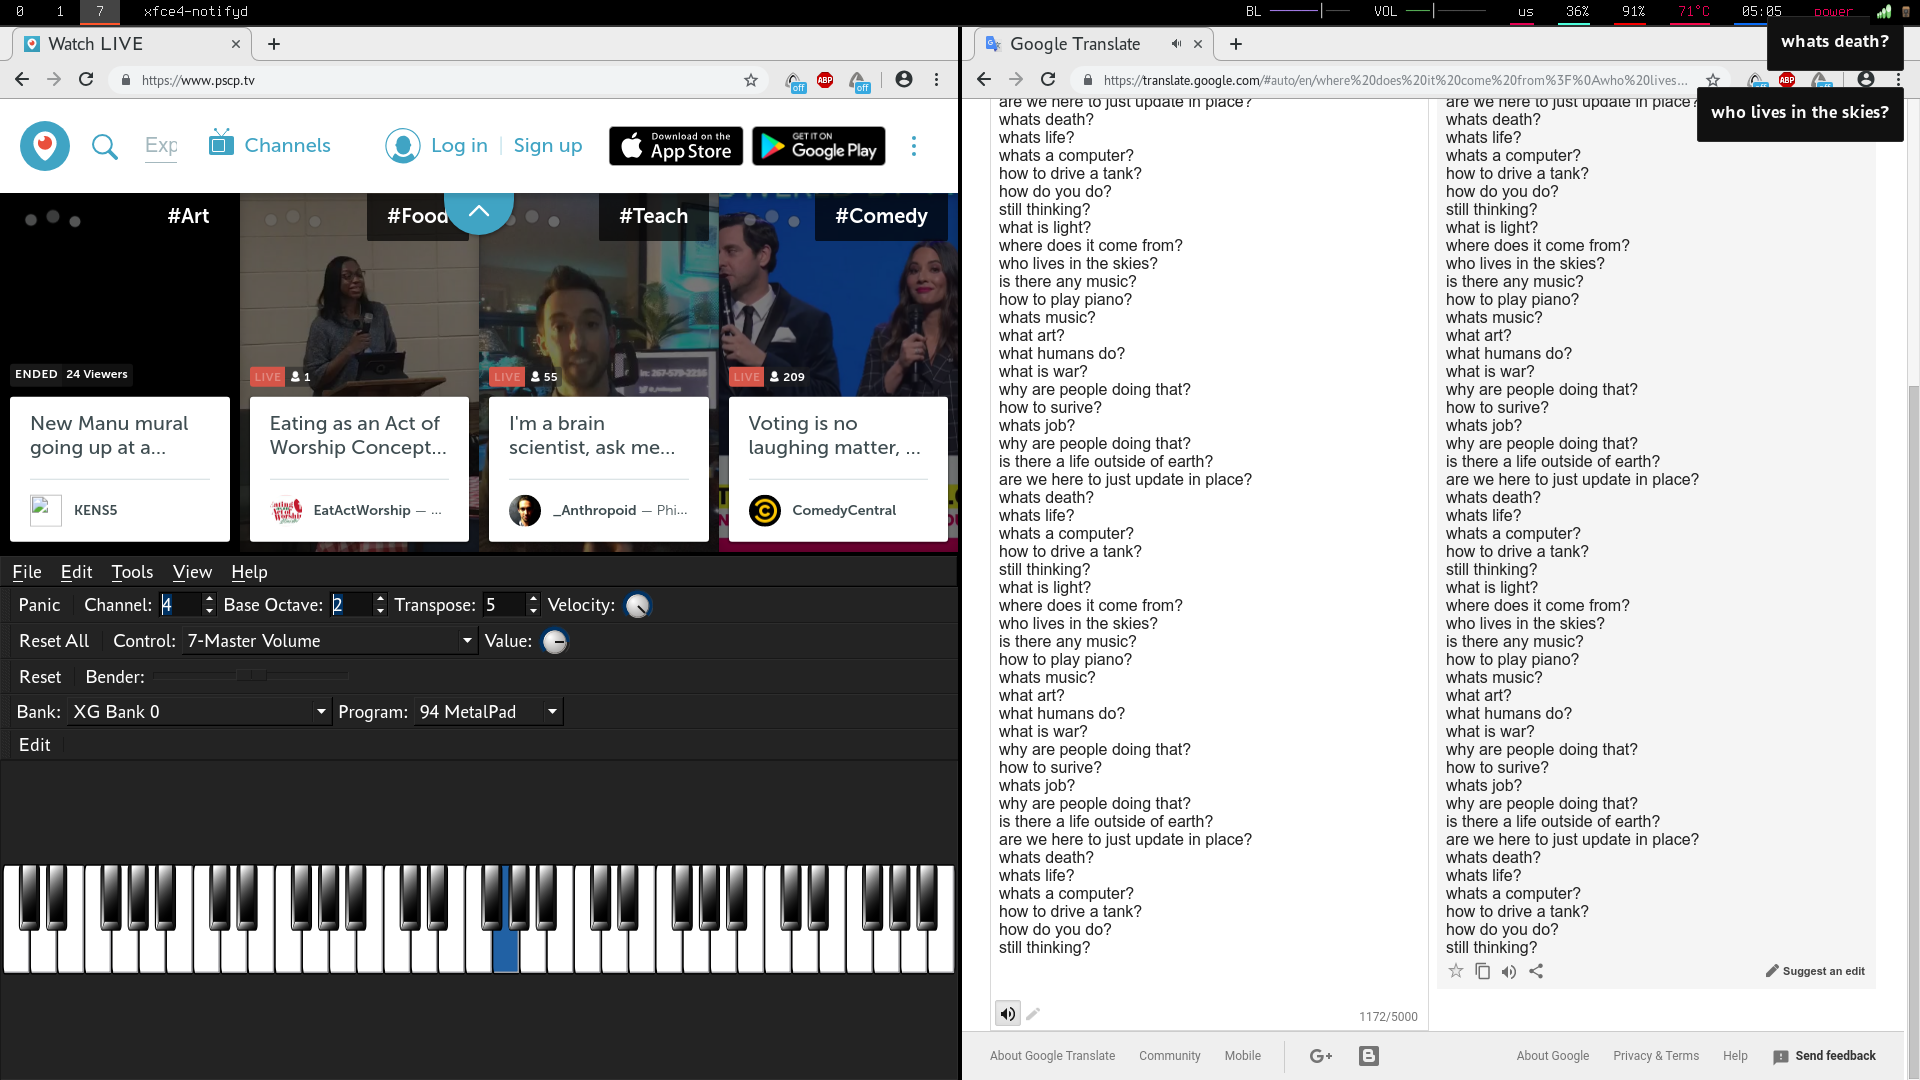 0 1 7 xfce4-notifyd
BL VOL us 36% 91% 71°C 05:05 power
Watch LIVE
https://www.pscp.tv
off ABP off
Exp Channels Log in Sign up
Download on the App Store
GET IT ON Google Play
#Art #Food #Teach #Comedy
ENDED 24 Viewers
LIVE 1
LIVE 55
LIVE 209
New Manu mural
going up at a...
KENS5
Eating as an Act of
Worship Concept...
EatActWorship — ...
I'm a brain
scientist, ask me...
_Anthropoid — Phi...
Voting is no
laughing matter, ...
ComedyCentral
File Edit Tools View Help
Panic Channel: 4 Base Octave: 2 Transpose: 5 Velocity:
Reset All Control: 7-Master Volume Value:
Reset Bender:
Bank: XG Bank 0 Program: 94 MetalPad
Edit
Google Translate
https://translate.google.com/#auto/en/where%20does%20it%20come%20from%3F%0Awho%20lives...
ABP
whats death?
who lives in the skies?
are we here to just update in place?
whats death?
whats life?
whats a computer?
how to drive a tank?
how do you do?
still thinking?
what is light?
where does it come from?
who lives in the skies?
is there any music?
how to play piano?
whats music?
what art?
what humans do?
what is war?
why are people doing that?
how to surive?
whats job?
why are people doing that?
is there a life outside of earth?
are we here to just update in place?
whats death?
whats life?
whats a computer?
how to drive a tank?
still thinking?
what is light?
where does it come from?
who lives in the skies?
is there any music?
how to play piano?
whats music?
what art?
what humans do?
what is war?
why are people doing that?
how to surive?
whats job?
why are people doing that?
is there a life outside of earth?
are we here to just update in place?
whats death?
whats life?
whats a computer?
how to drive a tank?
how do you do?
still thinking?
1172/5000
are we here to just update in place?
whats death?
whats life?
whats a computer?
how to drive a tank?
how do you do?
still thinking?
what is light?
where does it come from?
who lives in the skies?
is there any music?
how to play piano?
whats music?
what art?
what humans do?
what is war?
why are people doing that?
how to surive?
whats job?
why are people doing that?
is there a life outside of earth?
are we here to just update in place?
whats death?
whats life?
whats a computer?
how to drive a tank?
still thinking?
what is light?
where does it come from?
who lives in the skies?
is there any music?
how to play piano?
whats music?
what art?
what humans do?
what is war?
why are people doing that?
how to surive?
whats job?
why are people doing that?
is there a life outside of earth?
are we here to just update in place?
whats death?
whats life?
whats a computer?
how to drive a tank?
how do you do?
still thinking?
Suggest an edit
About Google Translate Community Mobile G+ About Google Privacy & Terms Help Send feedback